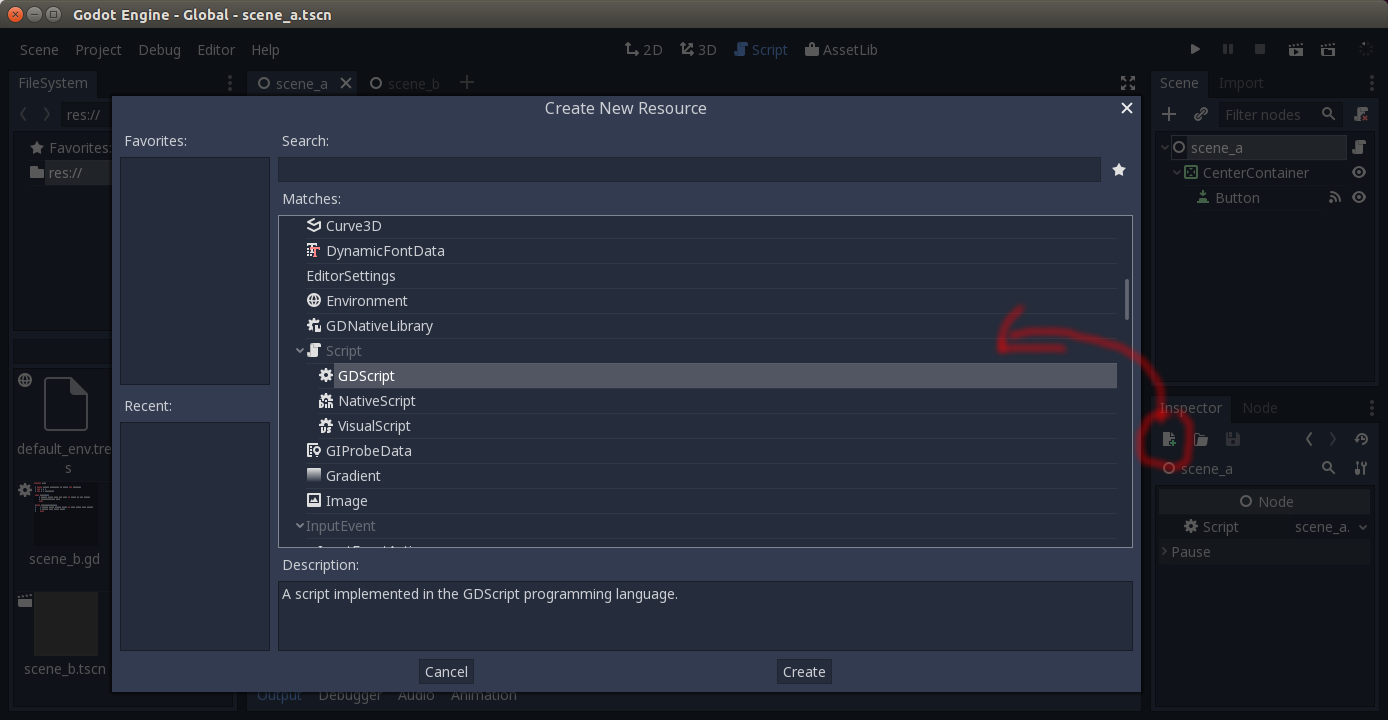 Godot Engine - Global - scene_a.tscn
Scene Project Debug Editor Help 2D 3D Script AssetLib
FileSystem scene_a scene_b Scene Import
res://
Filter nodes
Favorites:
res://
scene_a
CenterContainer
Button
Create New Resource
Favorites:
Search:
Matches:
Curve3D
DynamicFontData
EditorSettings
Environment
GDNativeLibrary
Script
GDScript
NativeScript
VisualScript
GIProbeData
Gradient
Image
InputEvent
Recent:
Description:
A script implemented in the GDScript programming language.
Cancel Create
default_env.tre
s
scene_b.gd
scene_b.tscn
Output Debugger Audio Animation
Inspector Node
scene_a
Node
Script scene_a.
Pause